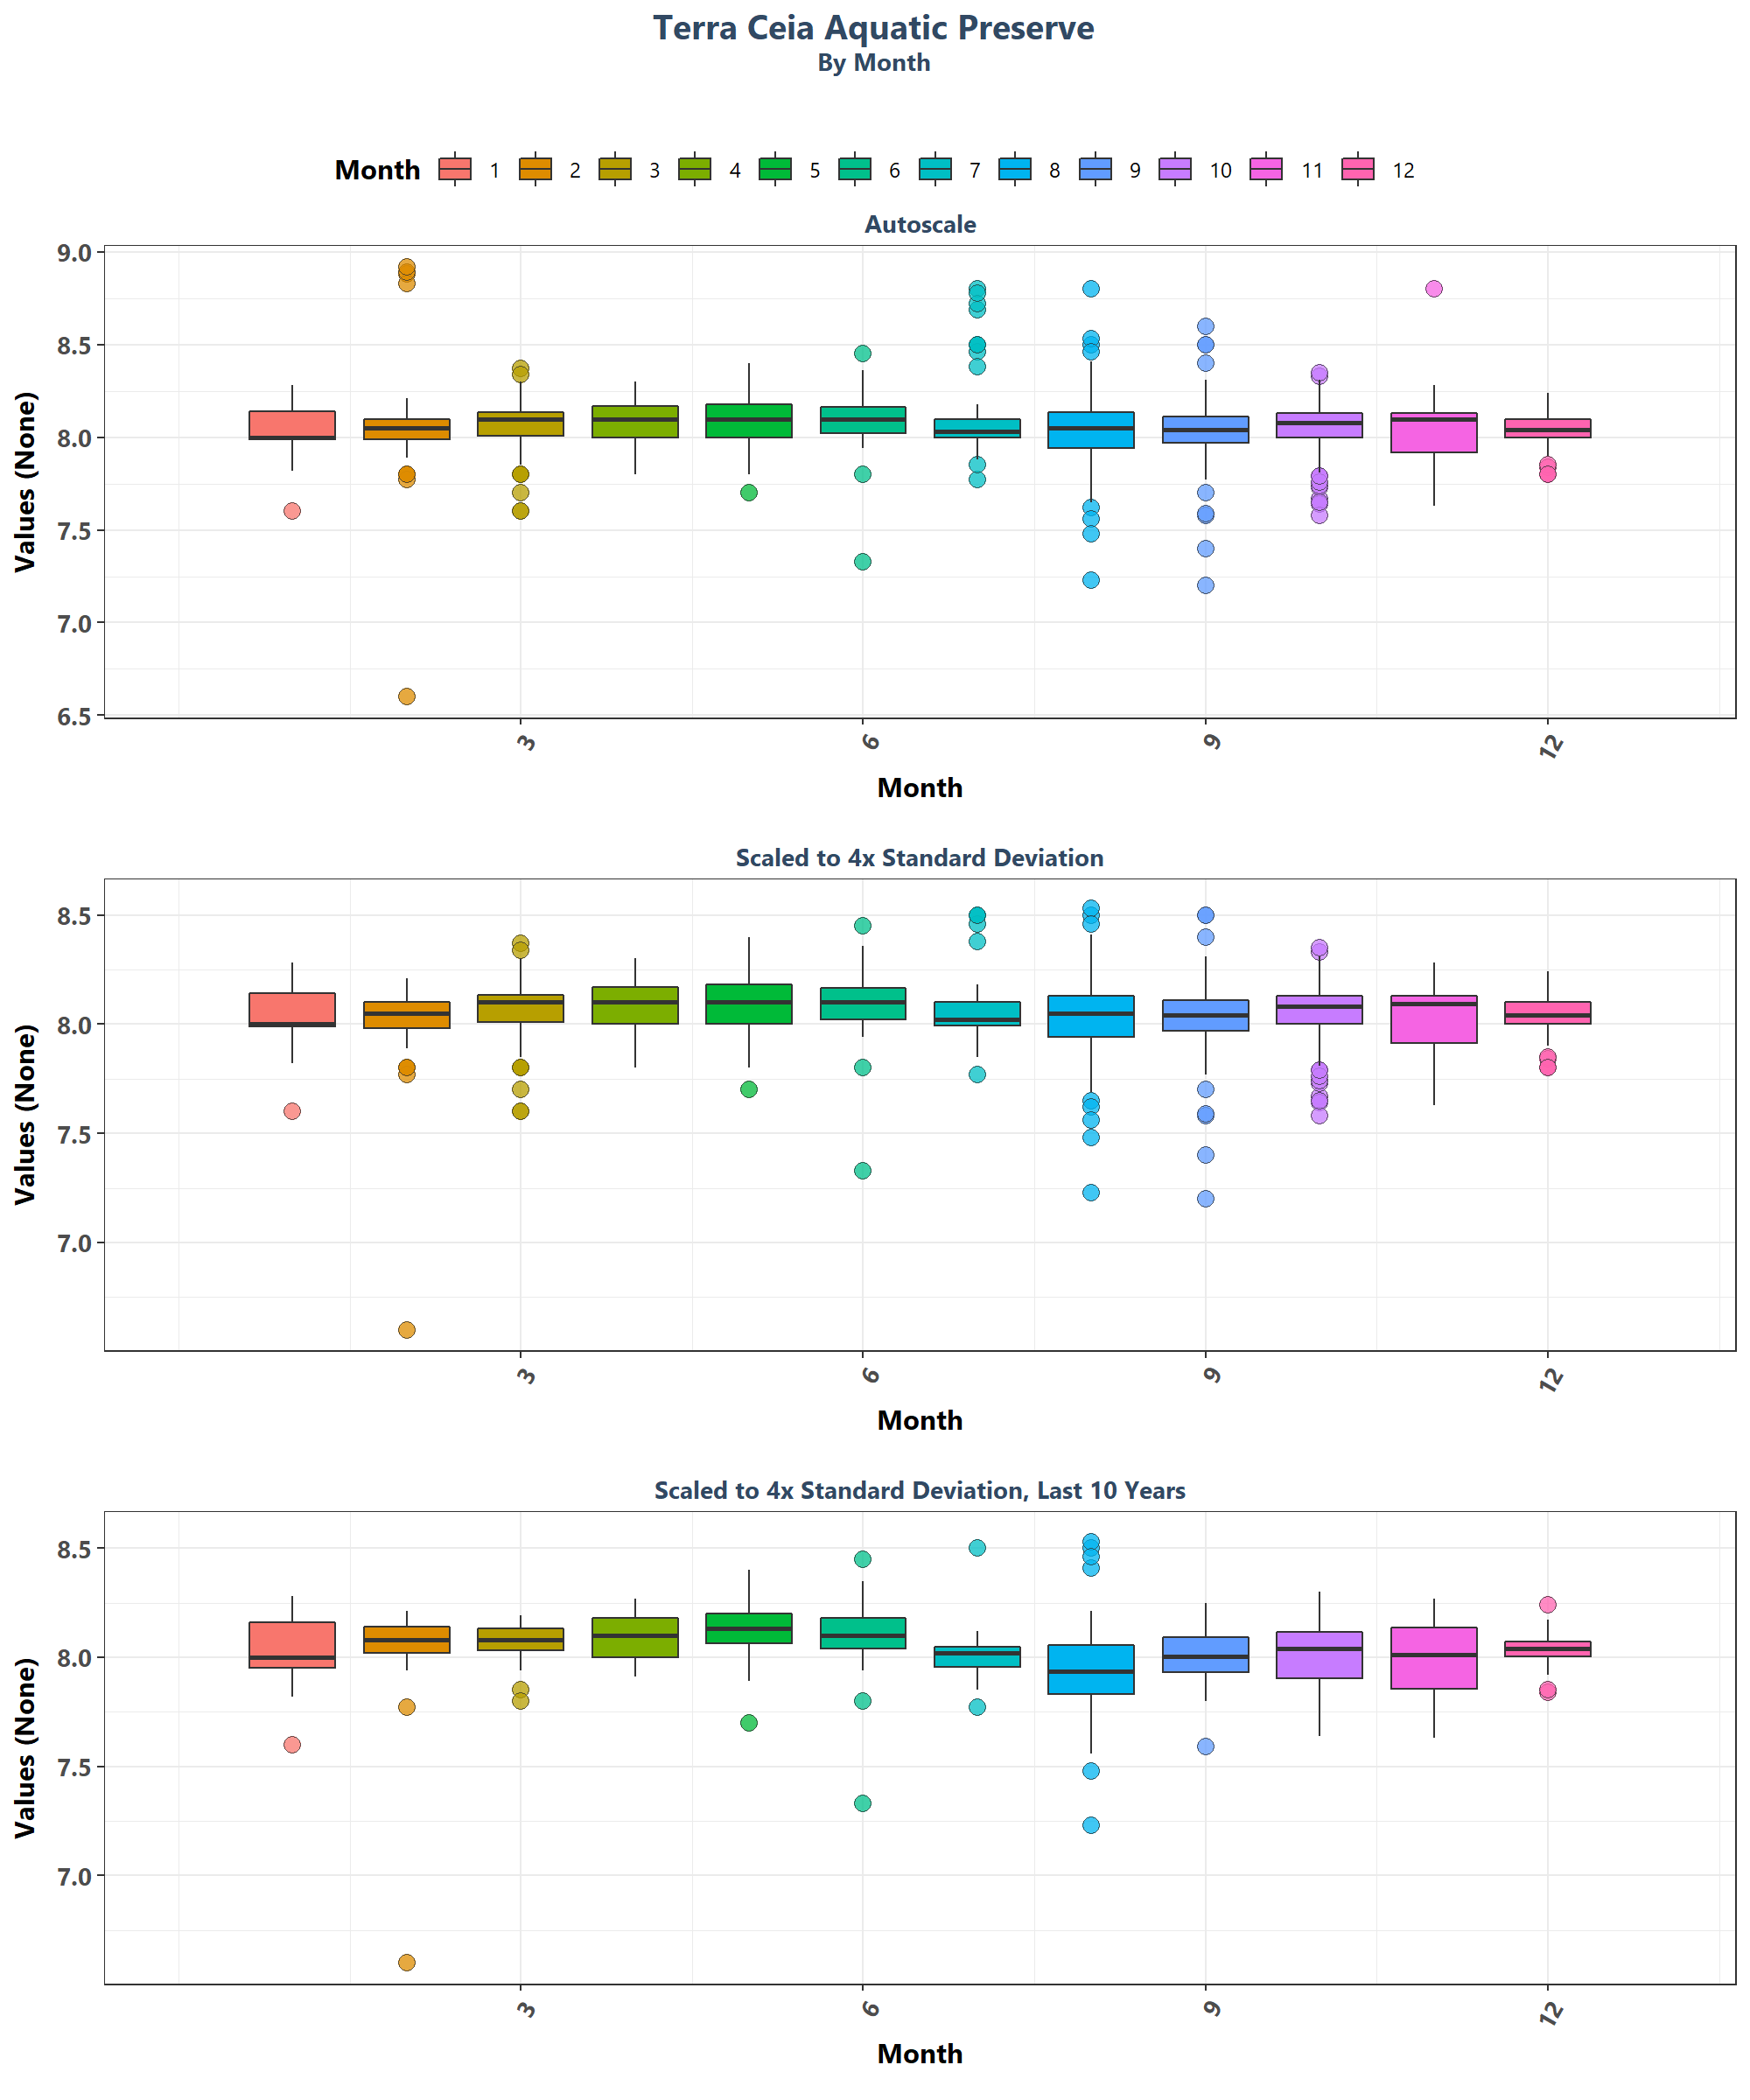 Terra Ceia Aquatic Preserve
By Month
Month 1 2 3 4 5 6 7 8 9 10 11 12
Autoscale
Values (None)
9.0
8.5
8.0
7.5
7.0
6.5
3 6 9 12
Month
Scaled to 4x Standard Deviation
Values (None)
8.5
8.0
7.5
7.0
3 6 9 12
Month
Scaled to 4x Standard Deviation, Last 10 Years
Values (None)
8.5
8.0
7.5
7.0
3 6 9 12
Month